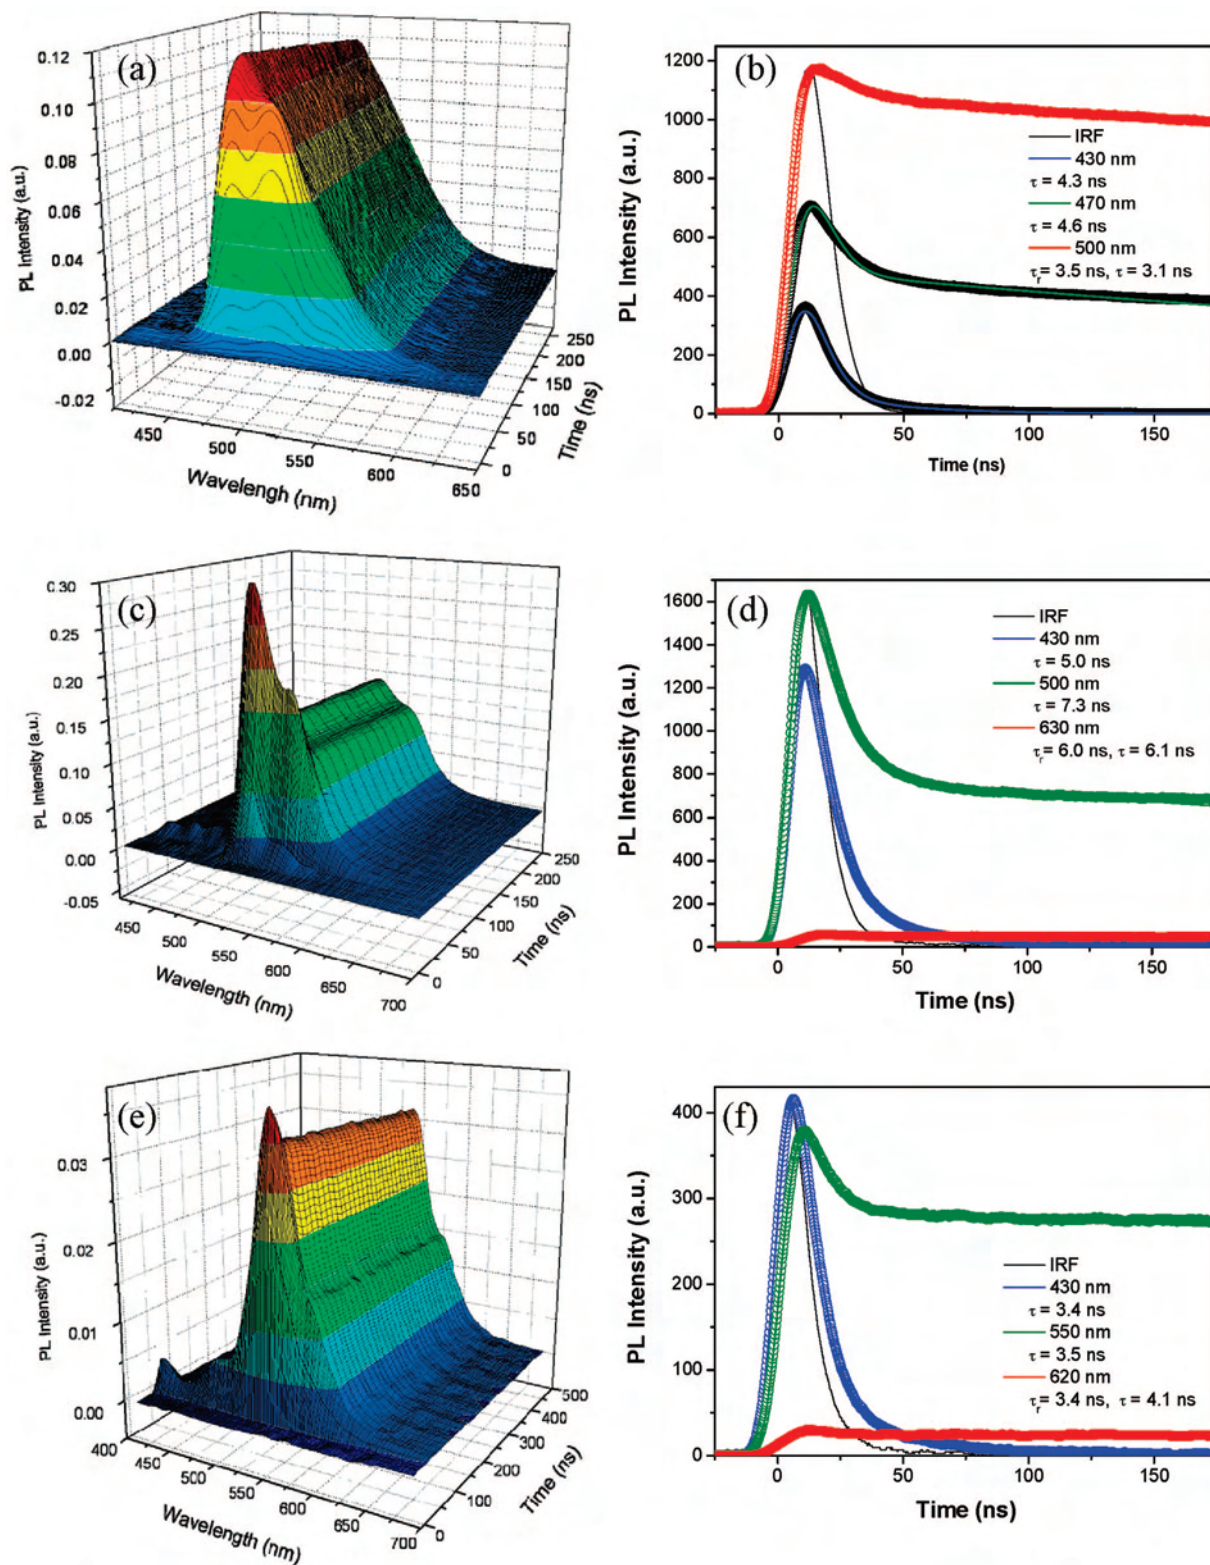 (a)
0.12
0.10
0.08
0.06
0.04
0.02
0.00
-0.02
PL Intensity (a.u.)
450
500
550
600
650
Wavelengh (nm)
0
50
100
150
200
250
Time (ns)
(b)
1200
1000
800
600
400
200
0
PL Intensity (a.u.)
IRF
430 nm
τ = 4.3 ns
470 nm
τ = 4.6 ns
500 nm
τr= 3.5 ns, τ = 3.1 ns
0
50
100
150
Time (ns)
(c)
0.30
0.25
0.20
0.15
0.10
0.05
0.00
-0.05
PL Intensity (a.u.)
450
500
550
600
650
700
Wavelength (nm)
0
50
100
150
200
250
Time (ns)
(d)
1600
1400
1200
1000
800
600
400
200
0
PL Intensity (a.u.)
IRF
430 nm
τ = 5.0 ns
500 nm
τ = 7.3 ns
630 nm
τr= 6.0 ns, τ = 6.1 ns
0
50
100
150
Time (ns)
(e)
0.03
0.02
0.01
0.00
PL Intensity (a.u.)
400
450
500
550
600
650
700
Wavelength (nm)
0
100
200
300
400
500
Time (ns)
(f)
400
300
200
100
0
PL Intensity (a.u.)
IRF
430 nm
τ = 3.4 ns
550 nm
τ = 3.5 ns
620 nm
τr= 3.4 ns, τ = 4.1 ns
0
50
100
150
Time (ns)